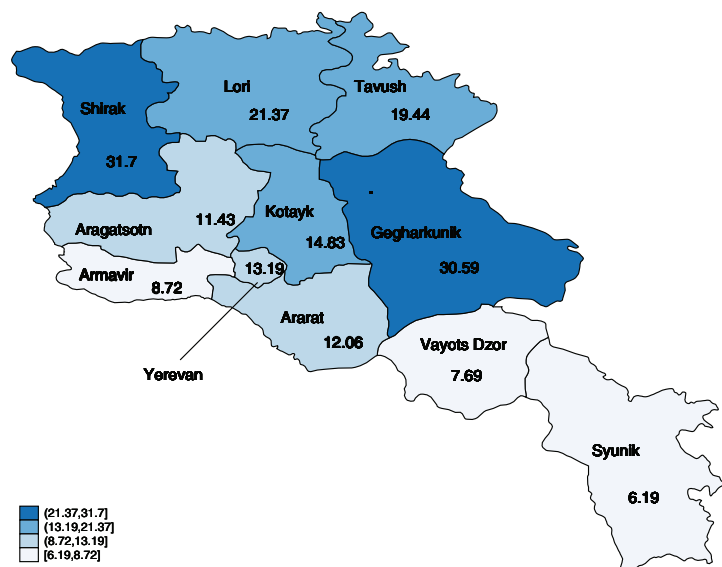 Lori
21.37
Tavush
19.44
Shirak
31.7
Aragatsotn
11.43
Kotayk
14.83
Gegharkunik
30.59
Armavir
8.72
13.19
Yerevan
Ararat
12.06
Vayots Dzor
7.69
Syunik
6.19
(21.37,31.7]
(13.19,21.37]
(8.72,13.19]
[6.19,8.72]